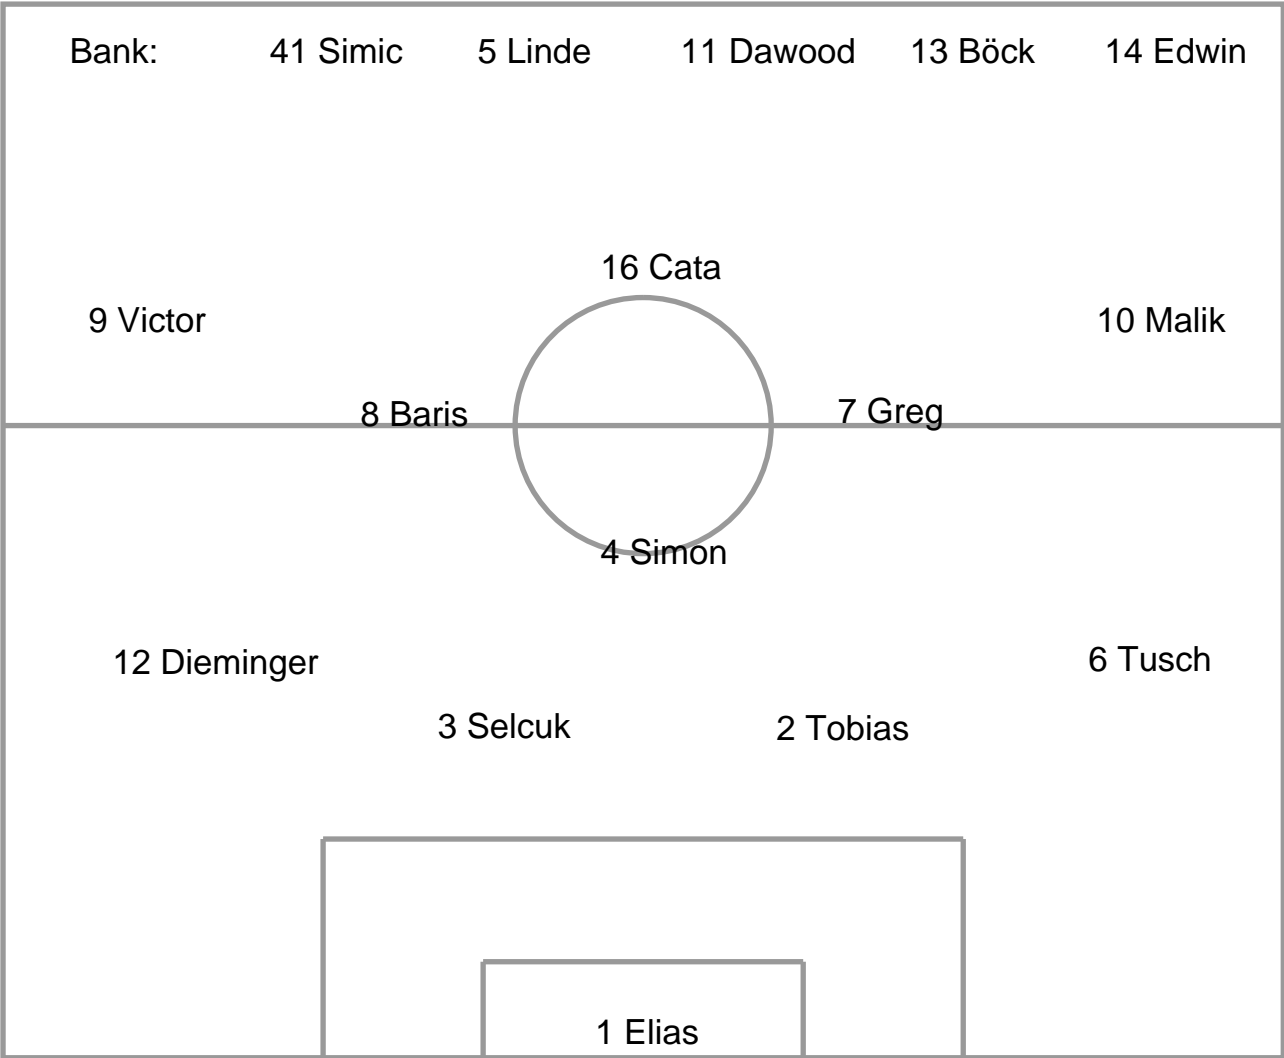 Bank: 41 Simic 5 Linde 11 Dawood 13 Böck 14 Edwin
16 Cata
9 Victor 10 Malik
8 Baris 7 Greg
4 Simon
12 Dieminger 6 Tusch
3 Selcuk 2 Tobias
1 Elias